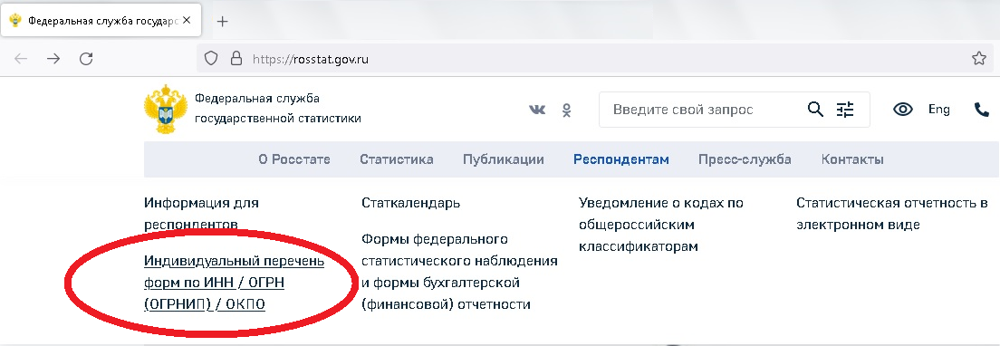 Федеральная служба государс
https://rosstat.gov.ru
Федеральная служба
государственной статистики
Введите свой запрос
Eng
О Росстате Статистика Публикации Респондентам Пресс-служба Контакты
Информация для
респондентов
Индивидуальный перечень
форм по ИНН / ОГРН
(ОГРНИП) / ОКПО
Статкалендарь
Формы федерального
статистического наблюдения
и формы бухгалтерской
(финансовой) отчетности
Уведомление о кодах по
общероссийским
классификаторам
Статистическая отчетность в
электронном виде